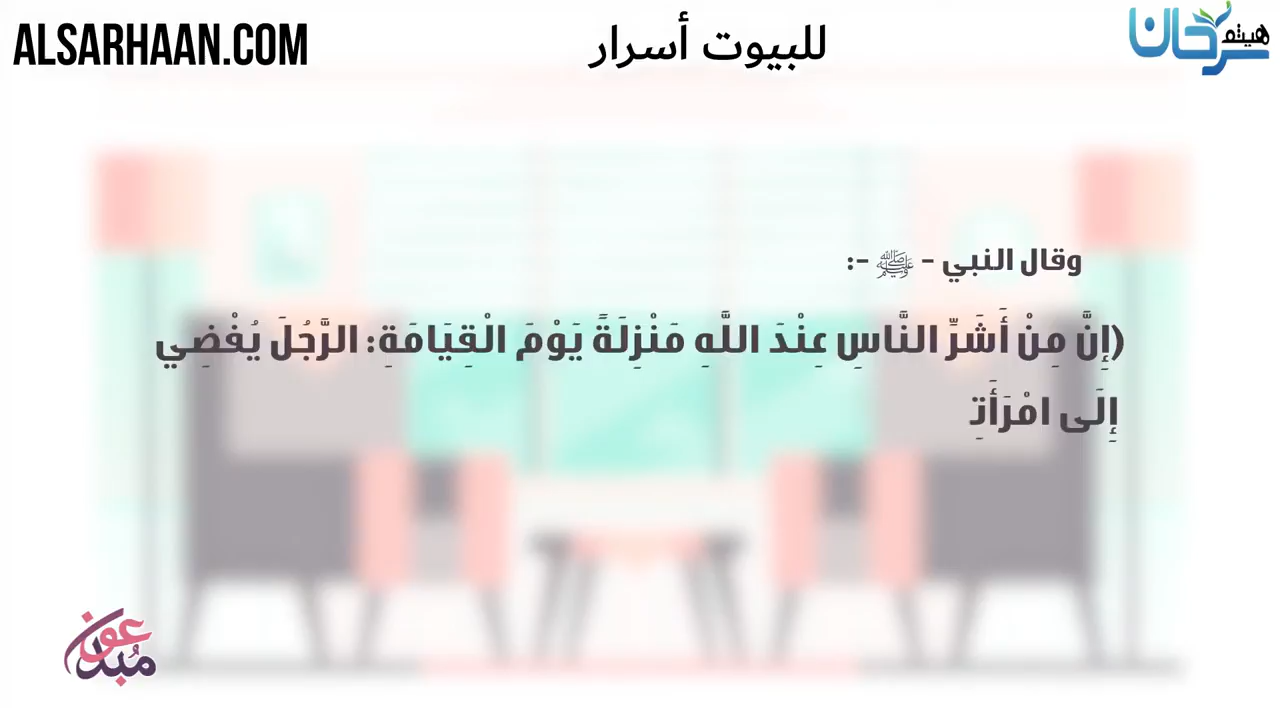 ALSARHAAN.COM
للبيوت أسرار
هيثم سرحان
وقال النبي - ﷺ -:
(إِنَّ مِنْ أَشَرِّ النَّاسِ عِنْدَ اللَّهِ مَنْزِلَةً يَوْمَ الْقِيَامَةِ: الرَّجُلَ يُفْضِي
إِلَى امْرَأَتِ
مُبدعون